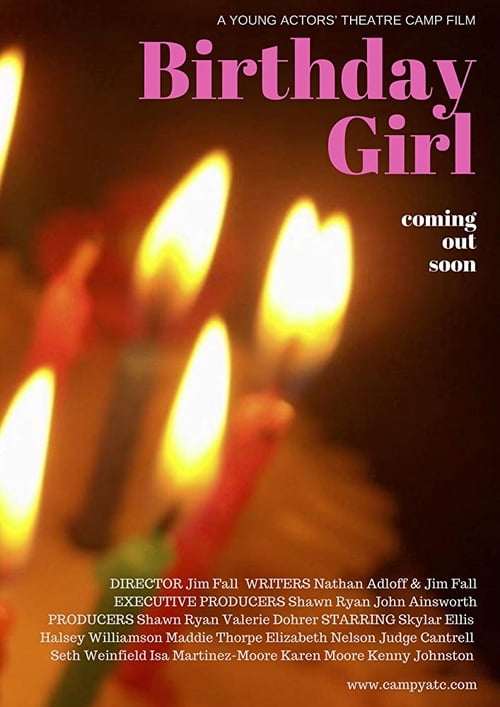 A YOUNG ACTORS' THEATRE CAMP FILM
Birthday
Girl
coming
out
soon
DIRECTOR Jim Fall WRITERS Nathan Adloff & Jim Fall
EXECUTIVE PRODUCERS Shawn Ryan John Ainsworth
PRODUCERS Shawn Ryan Valerie Dohrer STARRING Skylar Ellis
Halsey Williamson Maddie Thorpe Elizabeth Nelson Judge Cantrell
Seth Weinfield Isa Martinez-Moore Karen Moore Kenny Johnston
www.campyatc.com